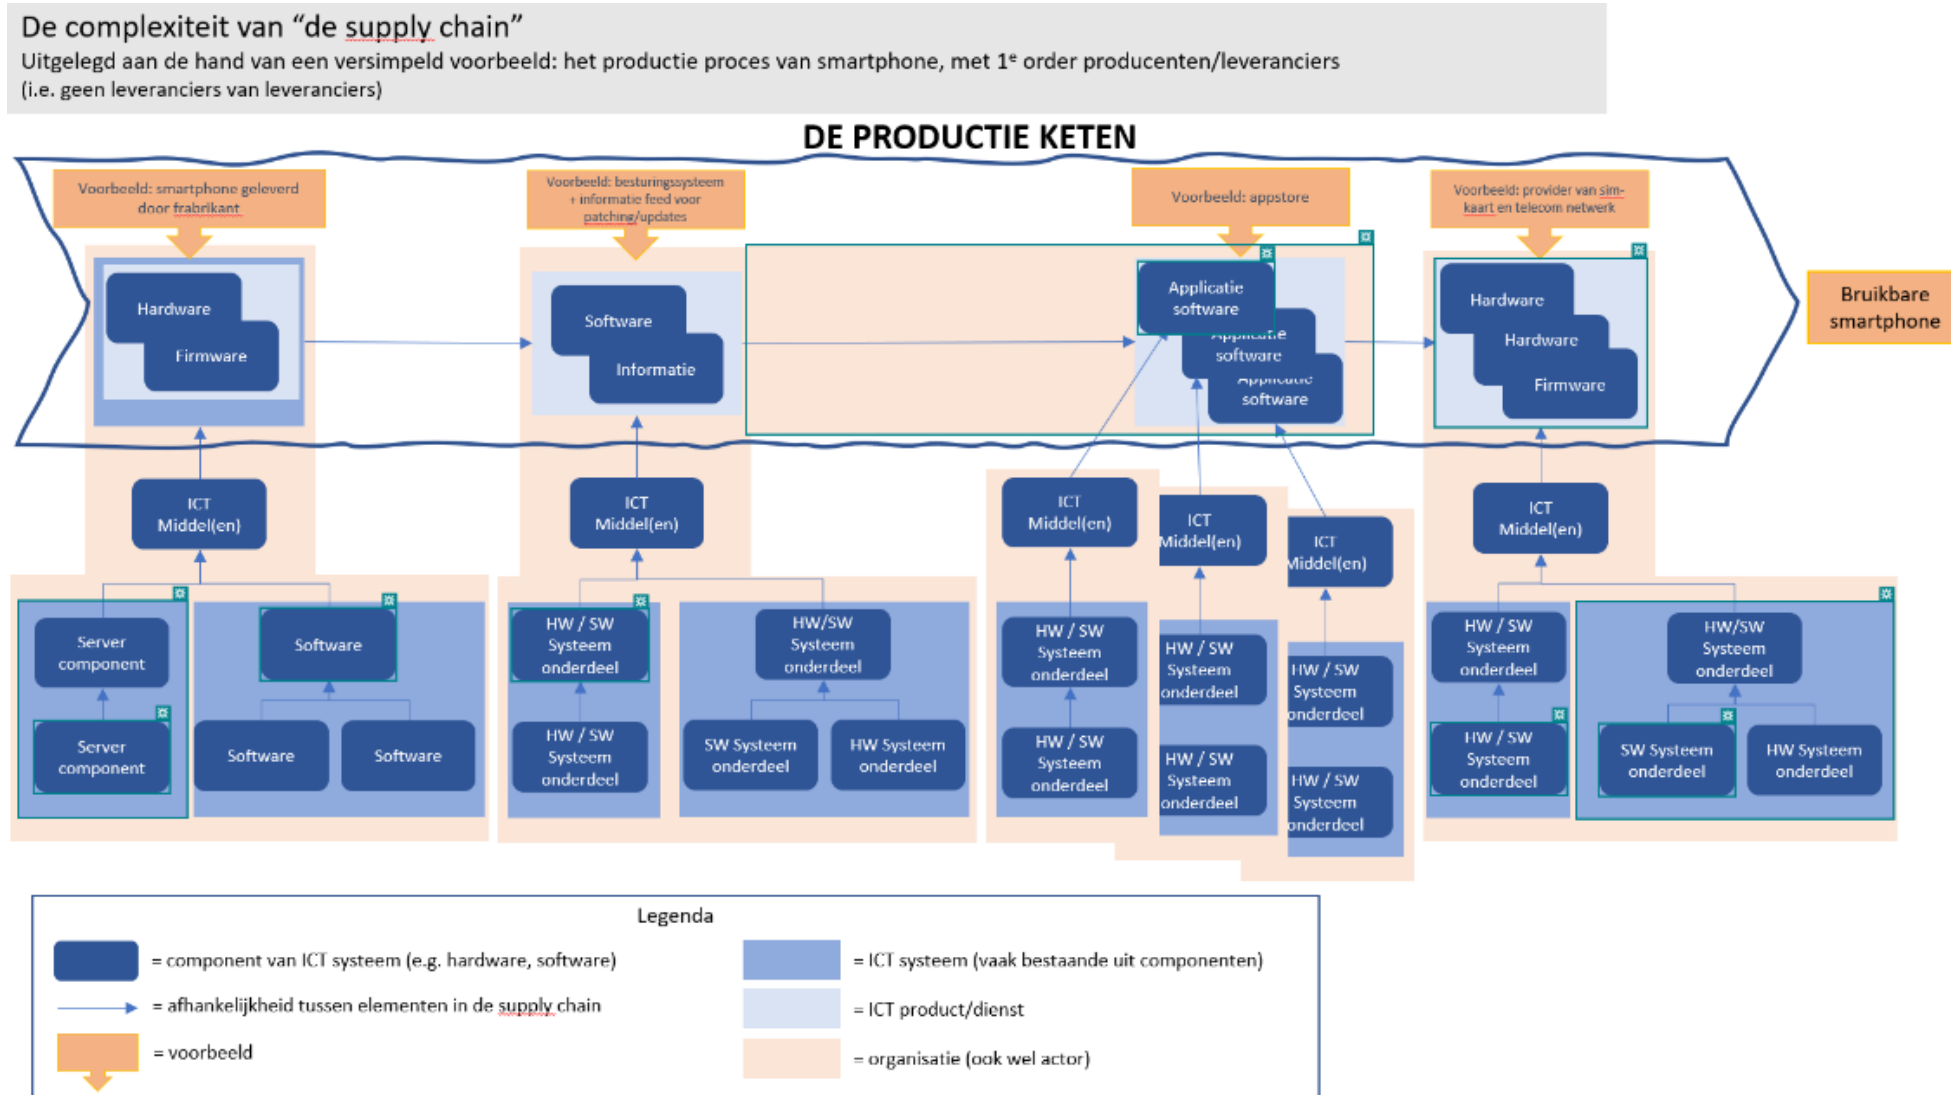 De complexiteit van “de supply chain”
Uitgelegd aan de hand van een versimpeld voorbeeld: het productie proces van smartphone, met 1e order producenten/leveranciers
(i.e. geen leveranciers van leveranciers)
DE PRODUCTIE KETEN
Voorbeeld: smartphone geleverd
door frabrikant
Voorbeeld: besturingssysteem
+ informatie feed voor
patching/updates
Voorbeeld: appstore
Voorbeeld: provider van sim-
kaart en telecom netwerk
Hardware
Firmware
Software
Informatie
Applicatie
software
Applicatie
software
Applicatie
software
Hardware
Hardware
Firmware
Bruikbare
smartphone
ICT
Middel(en)
ICT
Middel(en)
ICT
Middel(en)
ICT
Middel(en)
ICT
Middel(en)
ICT
Middel(en)
Server
component
Server
component
Software
Software
Software
HW / SW
Systeem
onderdeel
HW / SW
Systeem
onderdeel
HW/SW
Systeem
onderdeel
SW Systeem
onderdeel
HW Systeem
onderdeel
HW / SW
Systeem
onderdeel
HW / SW
Systeem
onderdeel
HW / SW
Systeem
onderdeel
HW / SW
Systeem
onderdeel
HW / SW
Systeem
onderdeel
HW / SW
Systeem
onderdeel
HW / SW
Systeem
onderdeel
HW / SW
Systeem
onderdeel
HW/SW
Systeem
onderdeel
SW Systeem
onderdeel
HW Systeem
onderdeel
Legenda
= component van ICT systeem (e.g. hardware, software)
= afhankelijkheid tussen elementen in de supply chain
= voorbeeld
= ICT systeem (vaak bestaande uit componenten)
= ICT product/dienst
= organisatie (ook wel actor)